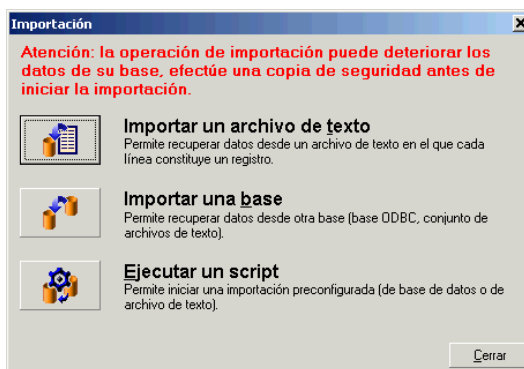 Importación
Atención: la operación de importación puede deteriorar los
datos de su base, efectúe una copia de seguridad antes de
iniciar la importación.
Importar un archivo de texto
Permite recuperar datos desde un archivo de texto en el que cada
línea constituye un registro.
Importar una base
Permite recuperar datos desde otra base (base ODBC, conjunto de
archivos de texto).
Ejecutar un script
Permite iniciar una importación preconfigurada (de base de datos o de
archivo de texto).
Cerrar